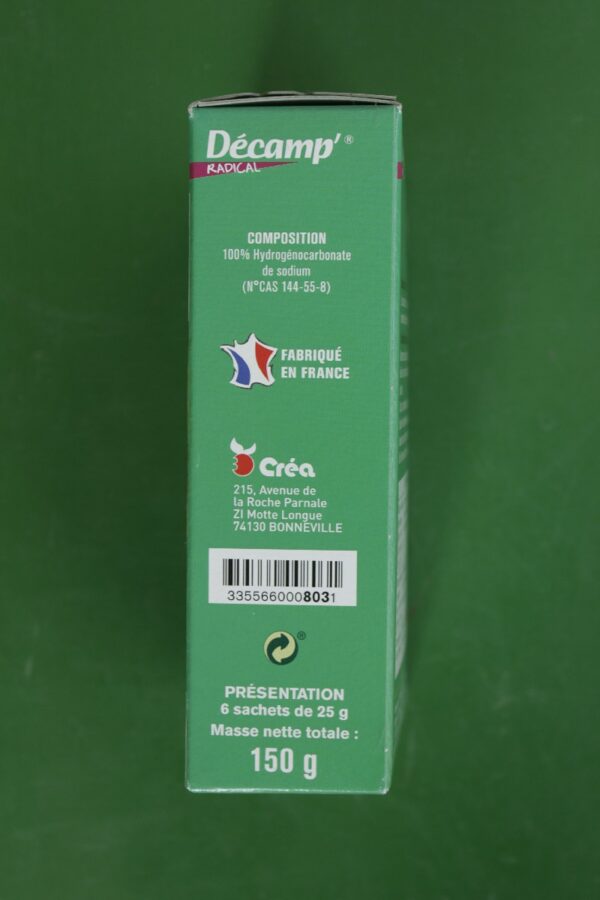 Décamp'®
RADICAL
COMPOSITION
100% Hydrogénocarbonate
de sodium
(N°CAS 144-55-8)
FABRIQUÉ
EN FRANCE
Créa
215, Avenue de
la Roche Parnale
ZI Motte Longue
74130 BONNEVILLE
3355660008031
®
PRÉSENTATION
6 sachets de 25 g
Masse nette totale :
150 g